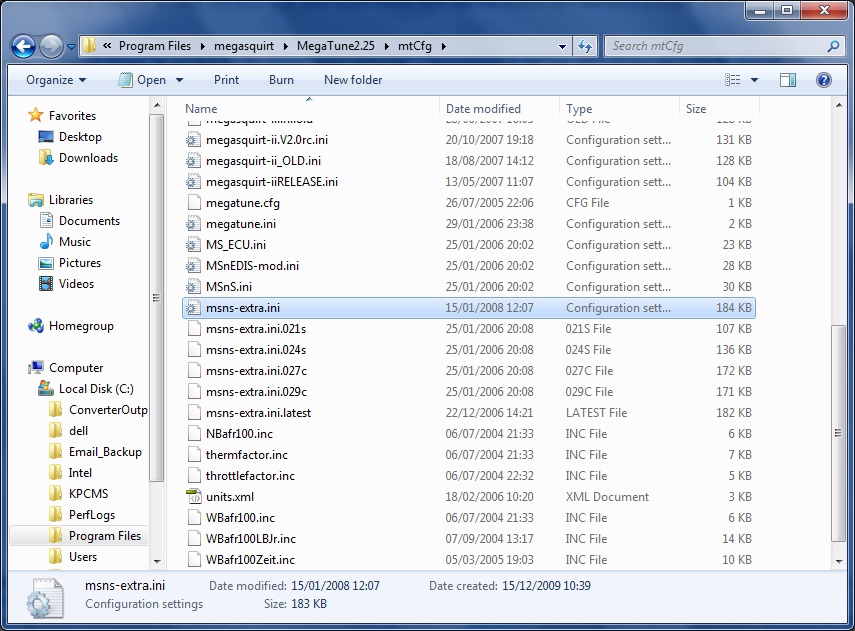 « Program Files ▸ megasquirt ▸ MegaTune2.25 ▸ mtCfg ▸ Search mtCfg
Organize Open Print Burn New folder
Name Date modified Type Size
Favorites
Desktop
Downloads
Libraries
Documents
Music
Pictures
Videos
Homegroup
Computer
Local Disk (C:)
ConverterOutp
dell
Email_Backup
Intel
KPCMS
PerfLogs
Program Files
Users
megasquirt-ii.V2.0rc.ini 20/10/2007 19:18 Configuration sett... 131 KB
megasquirt-ii_OLD.ini 18/08/2007 14:12 Configuration sett... 128 KB
megasquirt-iiRELEASE.ini 13/05/2007 11:07 Configuration sett... 104 KB
megatune.cfg 26/07/2005 22:06 CFG File 1 KB
megatune.ini 29/01/2006 23:38 Configuration sett... 2 KB
MS_ECU.ini 25/01/2006 20:02 Configuration sett... 23 KB
MSnEDIS-mod.ini 25/01/2006 20:02 Configuration sett... 28 KB
MSnS.ini 25/01/2006 20:02 Configuration sett... 30 KB
msns-extra.ini 15/01/2008 12:07 Configuration sett... 184 KB
msns-extra.ini.021s 25/01/2006 20:08 021S File 107 KB
msns-extra.ini.024s 25/01/2006 20:08 024S File 136 KB
msns-extra.ini.027c 25/01/2006 20:08 027C File 172 KB
msns-extra.ini.029c 25/01/2006 20:08 029C File 171 KB
msns-extra.ini.latest 22/12/2006 14:21 LATEST File 182 KB
NBafr100.inc 06/07/2004 21:33 INC File 6 KB
thermfactor.inc 06/07/2004 21:33 INC File 7 KB
throttlefactor.inc 06/07/2004 22:32 INC File 5 KB
units.xml 18/02/2006 10:20 XML Document 3 KB
WBafr100.inc 06/07/2004 21:33 INC File 6 KB
WBafr100LBJr.inc 07/09/2004 13:17 INC File 14 KB
WBafr100Zeit.inc 05/03/2005 19:03 INC File 10 KB
msns-extra.ini Date modified: 15/01/2008 12:07 Date created: 15/12/2009 10:39
Configuration settings Size: 183 KB